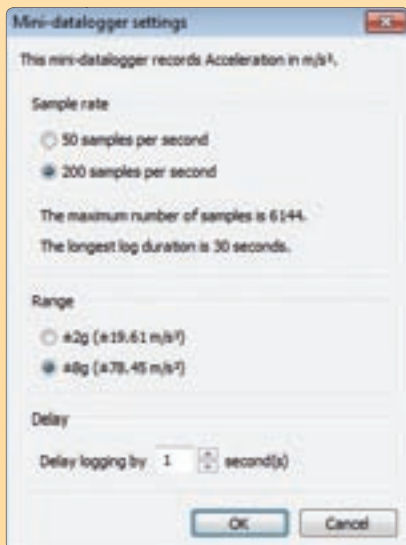 Mini-datalogger settings
This mini-datalogger records Acceleration in m/s².
Sample rate
50 samples per second
200 samples per second
The maximum number of samples is 6144.
The longest log duration is 30 seconds.
Range
±2g (±19.61 m/s²)
±8g (±78.45 m/s²)
Delay
Delay logging by 1 second(s)
OK Cancel